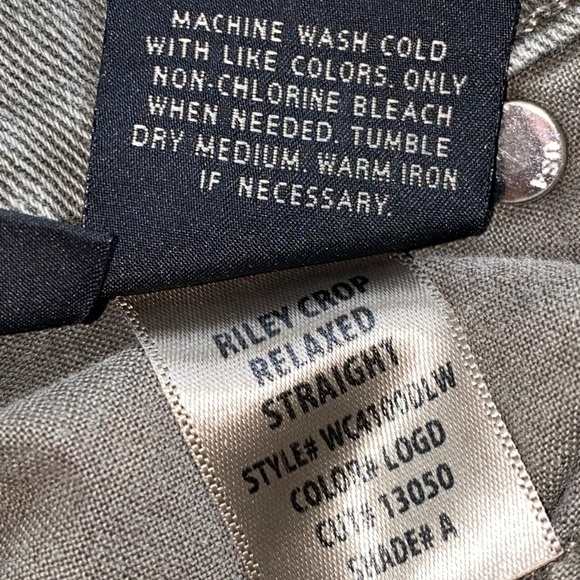 MACHINE WASH COLD
WITH LIKE COLORS. ONLY
NON-CHLORINE BLEACH
WHEN NEEDED. TUMBLE
DRY MEDIUM. WARM IRON
IF NECESSARY.
RILEY CROP
RELAXED
STRAIGHT
STYLE# WC4100DLW
COLOR# LOGD
CUT# 13050
SHADE# A